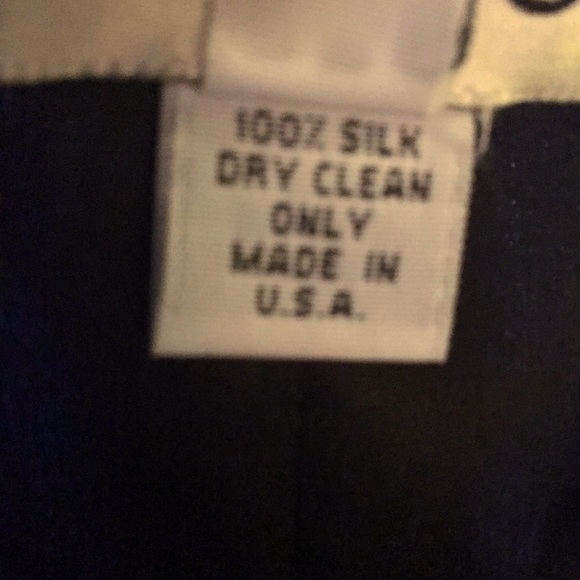 100% SILK
DRY CLEAN
ONLY
MADE IN
U.S.A.